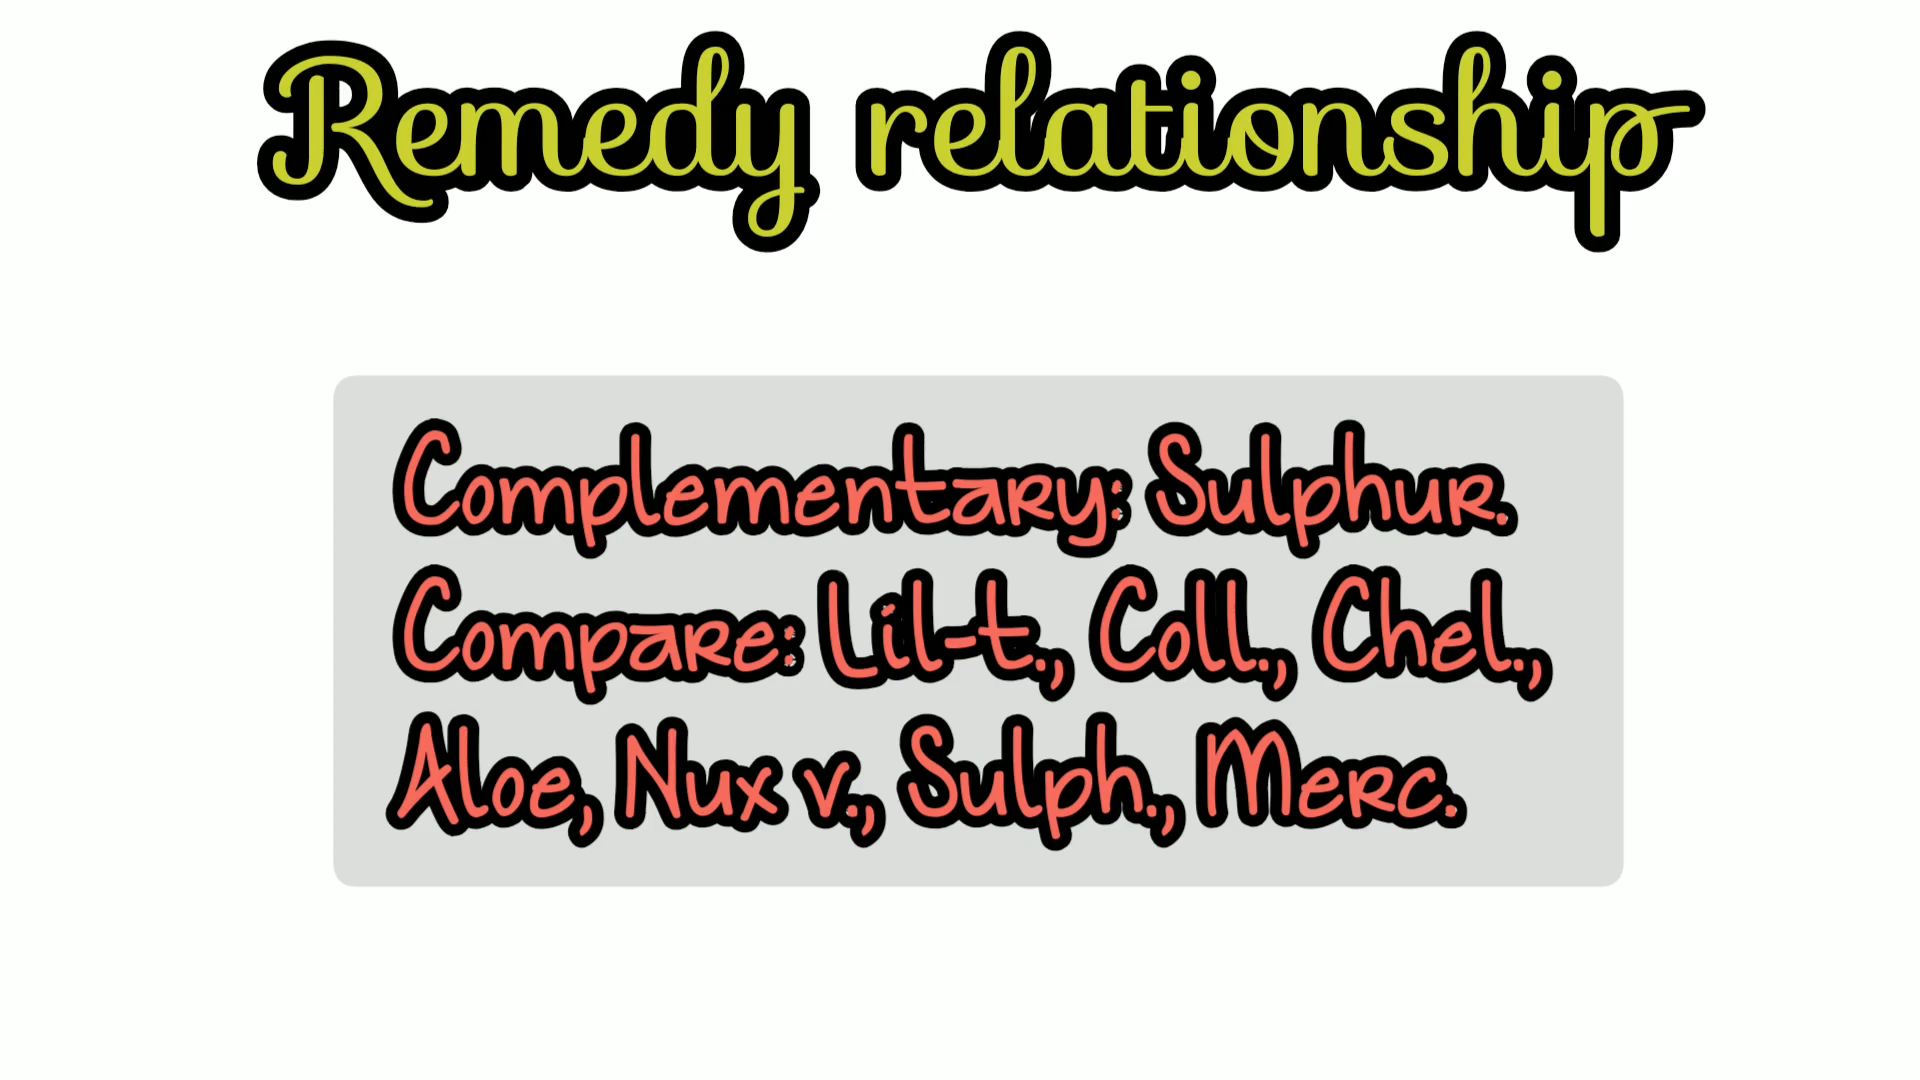 Remedy relationship
Complementary: Sulphur.
Compare: Lil-t., Coll., Chel.,
Aloe, Nux v., Sulph., Merc.